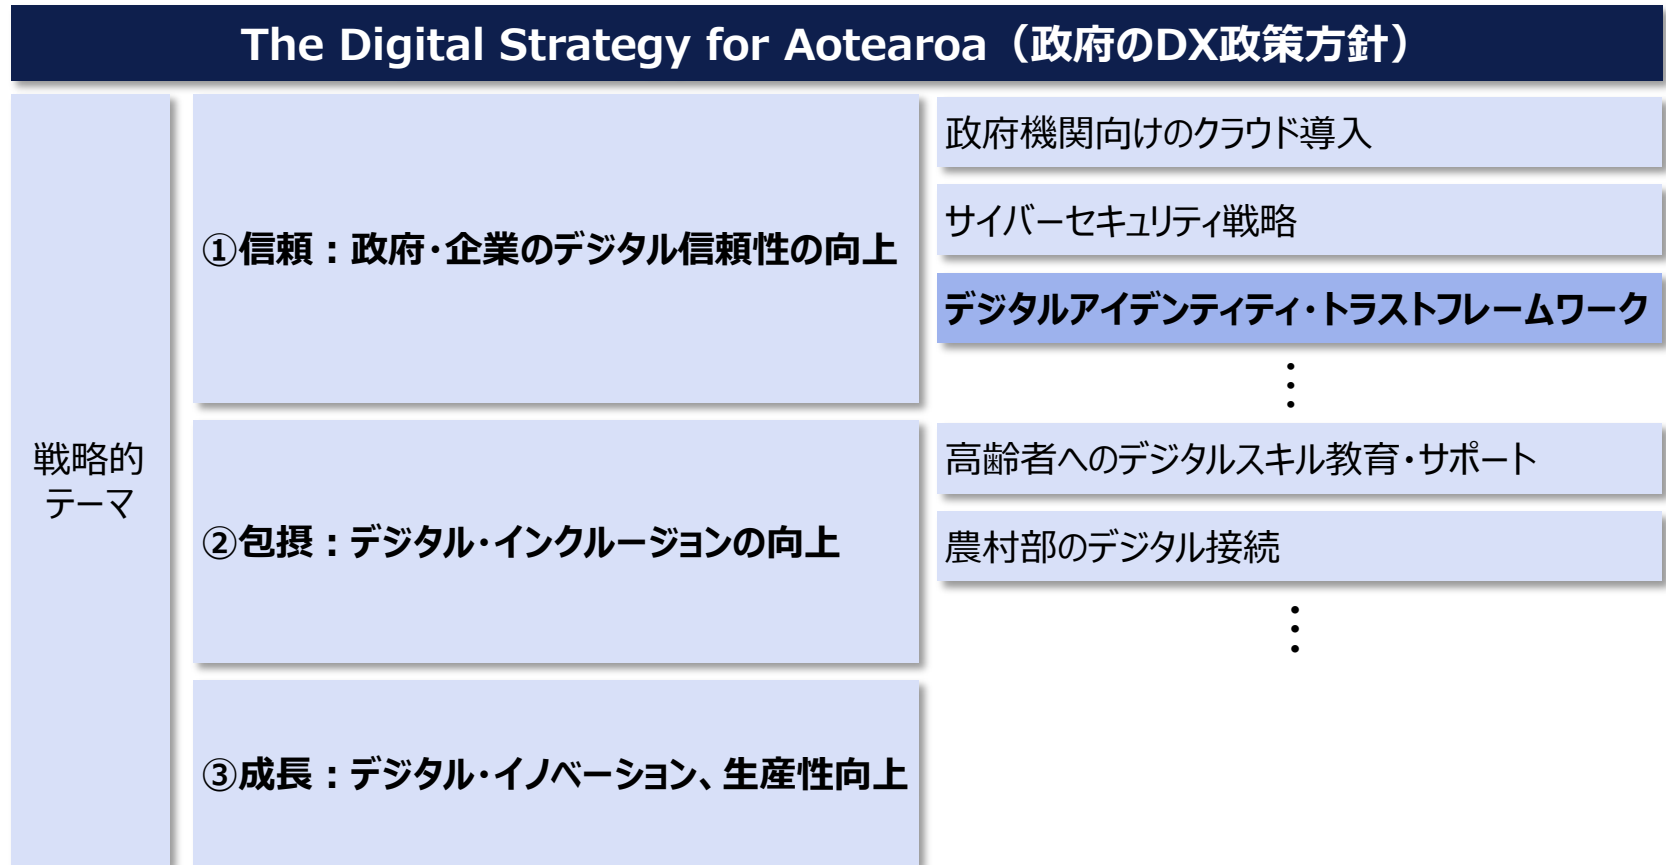 The Digital Strategy for Aotearoa（政府のDX政策方針）
戦略的
テーマ
①信頼：政府・企業のデジタル信頼性の向上
政府機関向けのクラウド導入
サイバーセキュリティ戦略
デジタルアイデンティティ・トラストフレームワーク
⋮
②包摂：デジタル・インクルージョンの向上
高齢者へのデジタルスキル教育・サポート
農村部のデジタル接続
⋮
③成長：デジタル・イノベーション、生産性向上